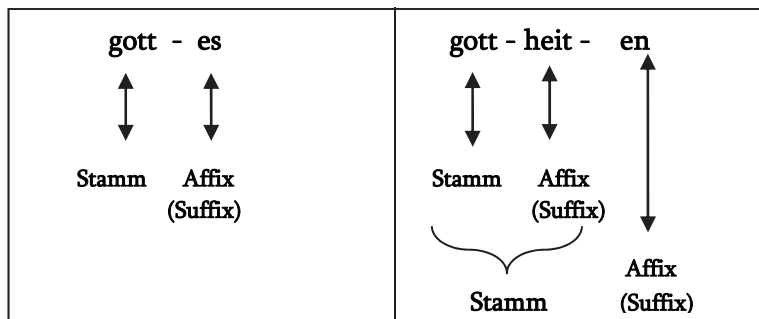 gott - es
Stamm Affix
(Suffix)
gott - heit - en
Stamm Affix
(Suffix)
Stamm
Affix
(Suffix)